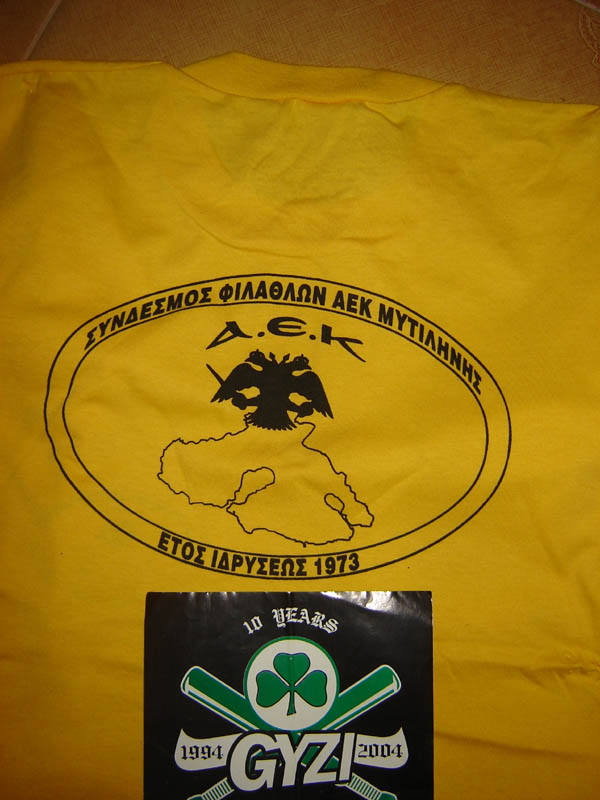 ΣΥΝΔΕΣΜΟΣ ΦΙΛΑΘΛΩΝ ΑΕΚ ΜΥΤΙΛΗΝΗΣ
Α.Ε.Κ
ΕΤΟΣ ΙΔΡΥΣΕΩΣ 1973
10 YEARS
1994 GYZI 2004